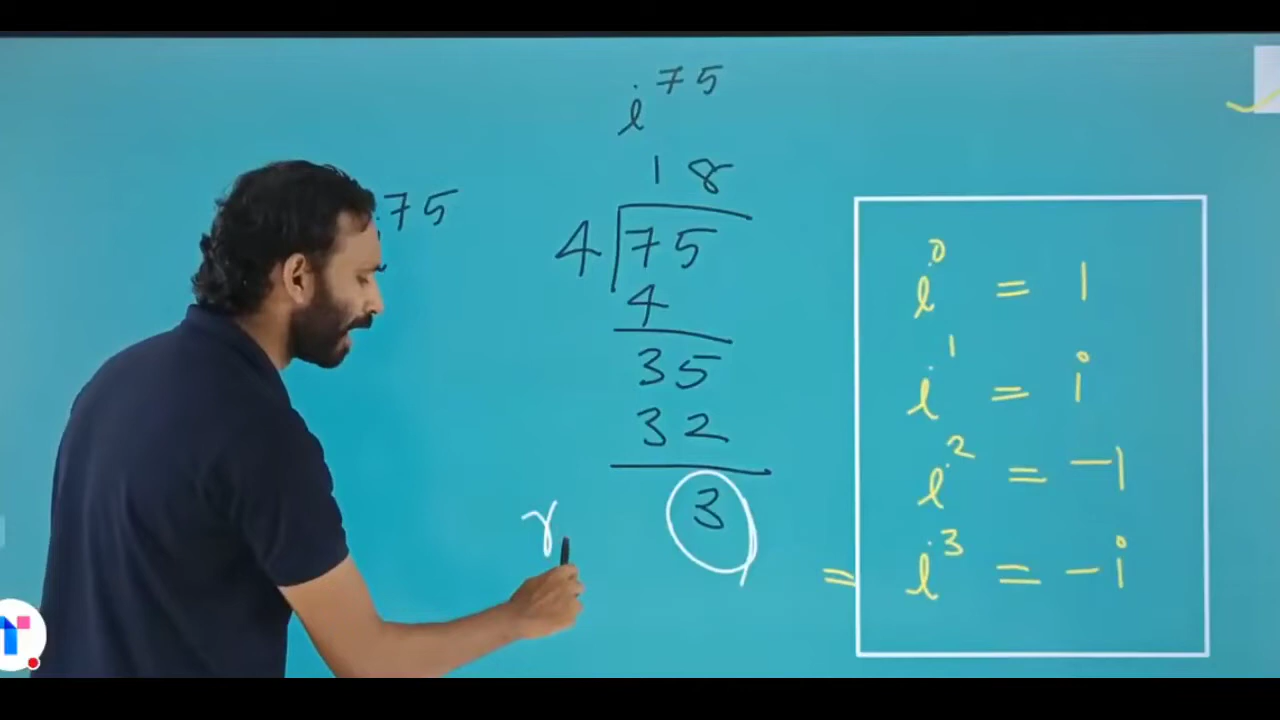 i⁷⁵
75
18
4 75
4
35
32
3
r
i⁰ = 1
i¹ = i
i² = -1
= i³ = -i